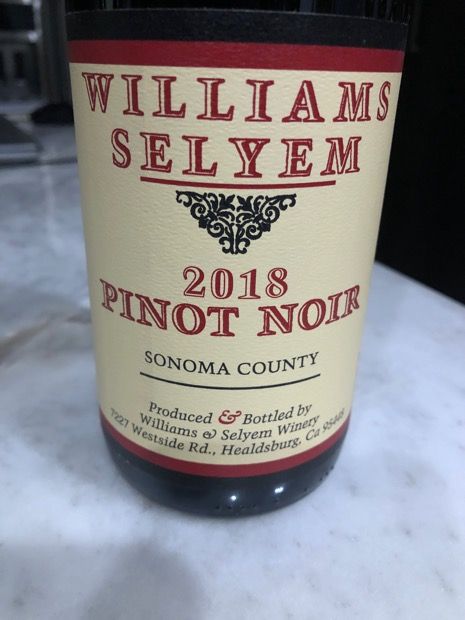 WILLIAMS
SELYEM
2018
PINOT NOIR
SONOMA COUNTY
Produced & Bottled by
Williams & Selyem Winery
7227 Westside Rd., Healdsburg, Ca 95448